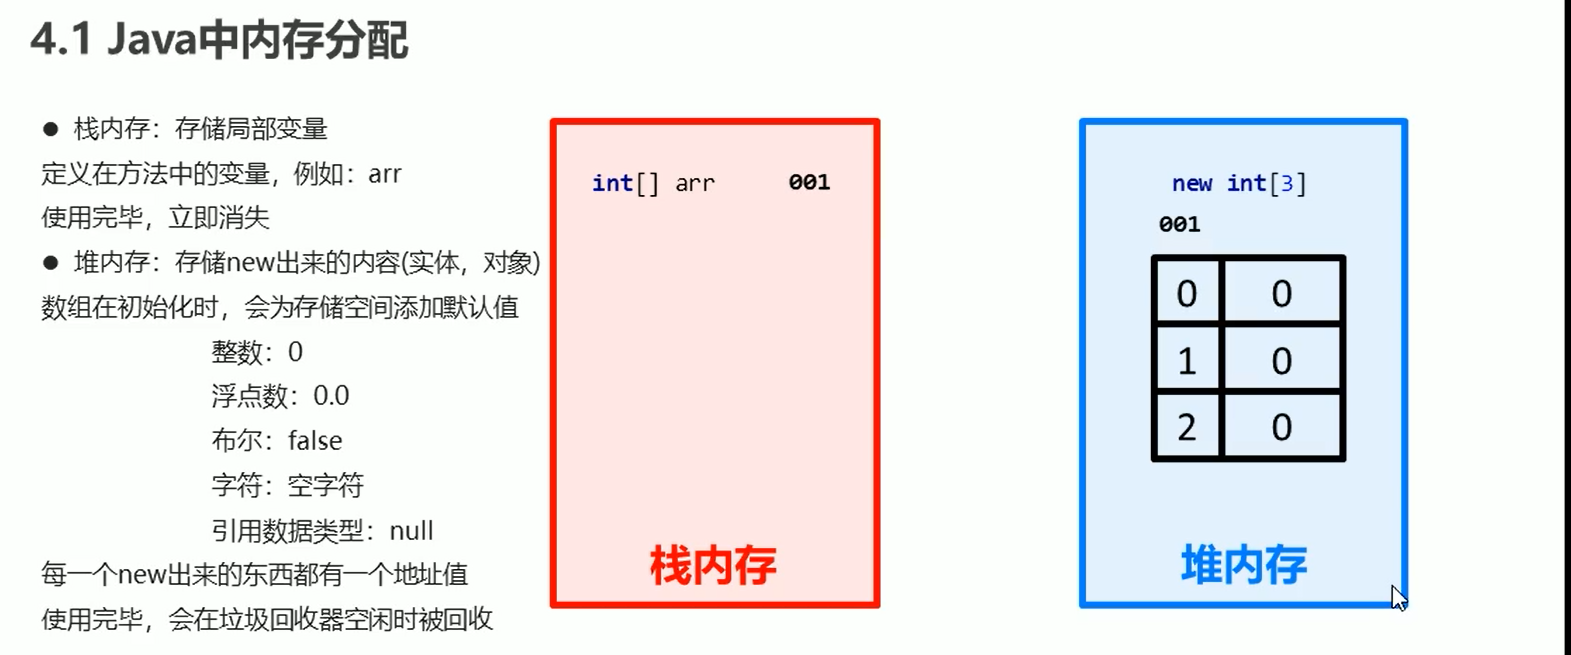 4.1 Java中内存分配
● 栈内存：存储局部变量
定义在方法中的变量，例如：arr
使用完毕，立即消失
● 堆内存：存储new出来的内容(实体，对象)
数组在初始化时，会为存储空间添加默认值
整数：0
浮点数：0.0
布尔：false
字符：空字符
引用数据类型：null
每一个new出来的东西都有一个地址值
使用完毕，会在垃圾回收器空闲时被回收
int[] arr 001
栈内存
new int[3]
001
0 0
1 0
2 0
堆内存